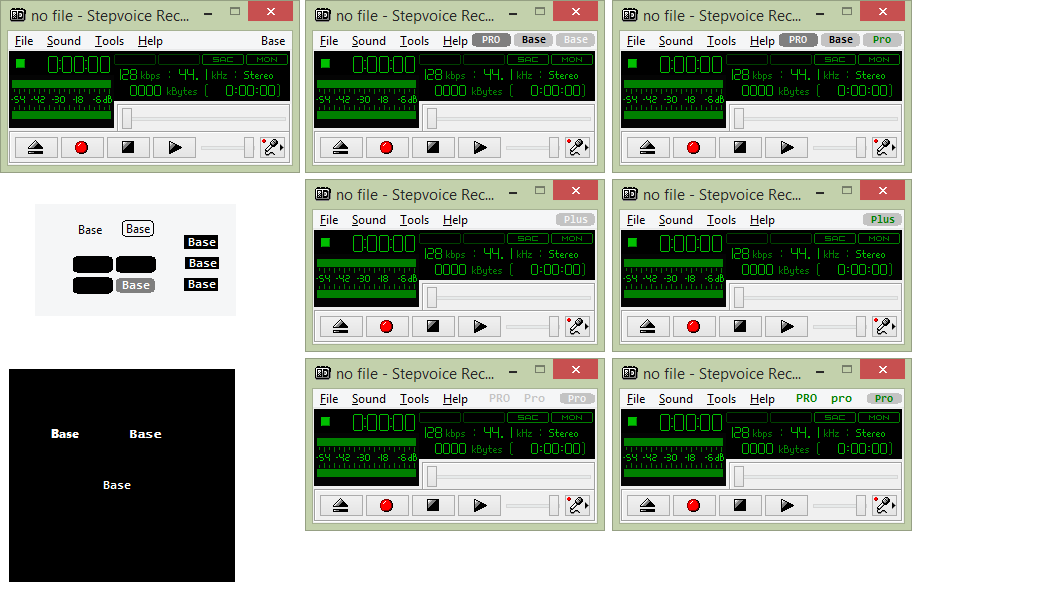 no file - Stepvoice Rec...
File Sound Tools Help Base
0:00:00 SAC MON
128 kbps : 44.1 kHz : Stereo
0000 kBytes ( 0:00:00)
-54 -42 -30 -18 -6dB
no file - Stepvoice Rec...
File Sound Tools Help PRO Base Base
0:00:00 SAC MON
128 kbps : 44.1 kHz : Stereo
0000 kBytes ( 0:00:00)
-54 -42 -30 -18 -6dB
no file - Stepvoice Rec...
File Sound Tools Help PRO Base Pro
0:00:00 SAC MON
128 kbps : 44.1 kHz : Stereo
0000 kBytes ( 0:00:00)
-54 -42 -30 -18 -6dB
Base Base
Base
Base
Base Base
no file - Stepvoice Rec...
File Sound Tools Help Plus
0:00:00 SAC MON
128 kbps : 44.1 kHz : Stereo
0000 kBytes ( 0:00:00)
-54 -42 -30 -18 -6dB
no file - Stepvoice Rec...
File Sound Tools Help Plus
0:00:00 SAC MON
128 kbps : 44.1 kHz : Stereo
0000 kBytes ( 0:00:00)
-54 -42 -30 -18 -6dB
Base Base
Base
no file - Stepvoice Rec...
File Sound Tools Help PRO Pro Pro
0:00:00 SAC MON
128 kbps : 44.1 kHz : Stereo
0000 kBytes ( 0:00:00)
-54 -42 -30 -18 -6dB
no file - Stepvoice Rec...
File Sound Tools Help PRO pro Pro
0:00:00 SAC MON
128 kbps : 44.1 kHz : Stereo
0000 kBytes ( 0:00:00)
-54 -42 -30 -18 -6dB